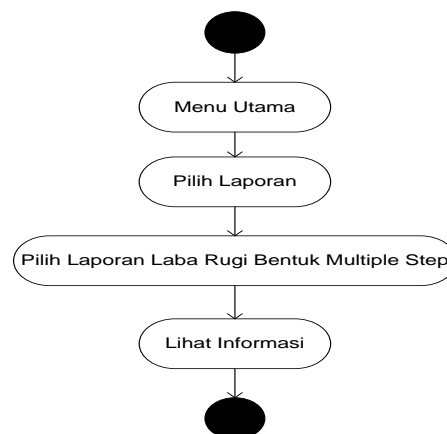 Menu Utama
Pilih Laporan
Pilih Laporan Laba Rugi Bentuk Multiple Step
Lihat Informasi